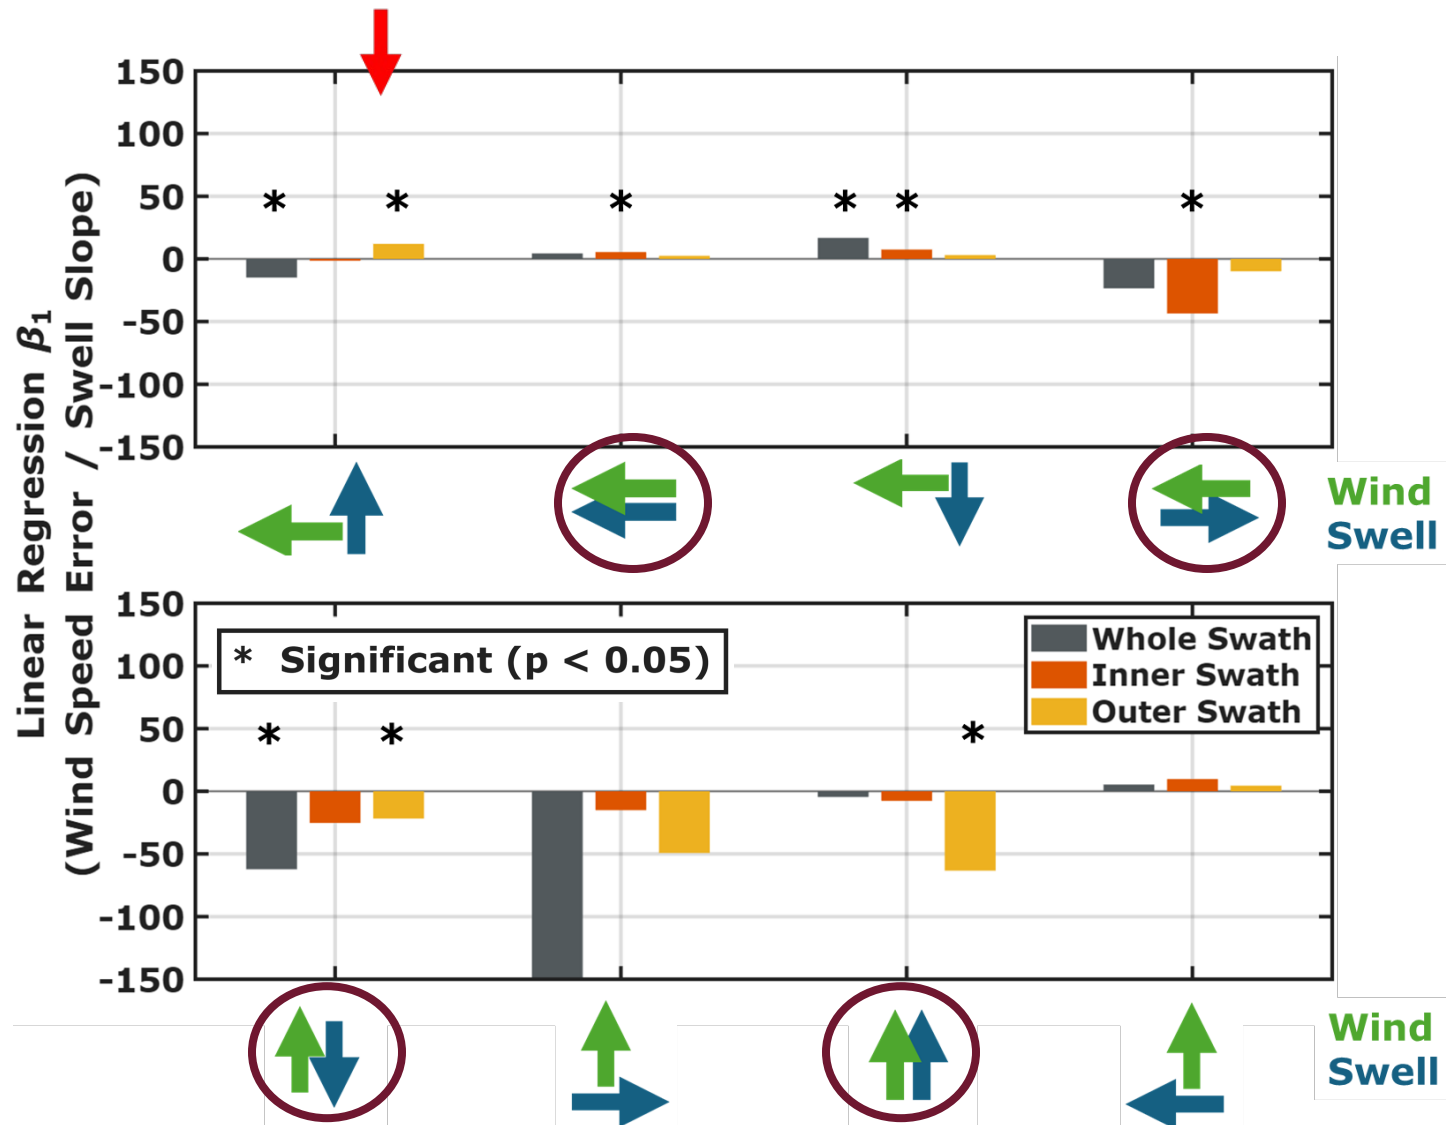 Linear Regression β1
(Wind Speed Error / Swell Slope)
150
100
50
0
-50
-100
-150
* * * * * *
Wind
Swell
150
100
50
0
-50
-100
-150
* Significant (p < 0.05)
Whole Swath
Inner Swath
Outer Swath
* * *
Wind
Swell